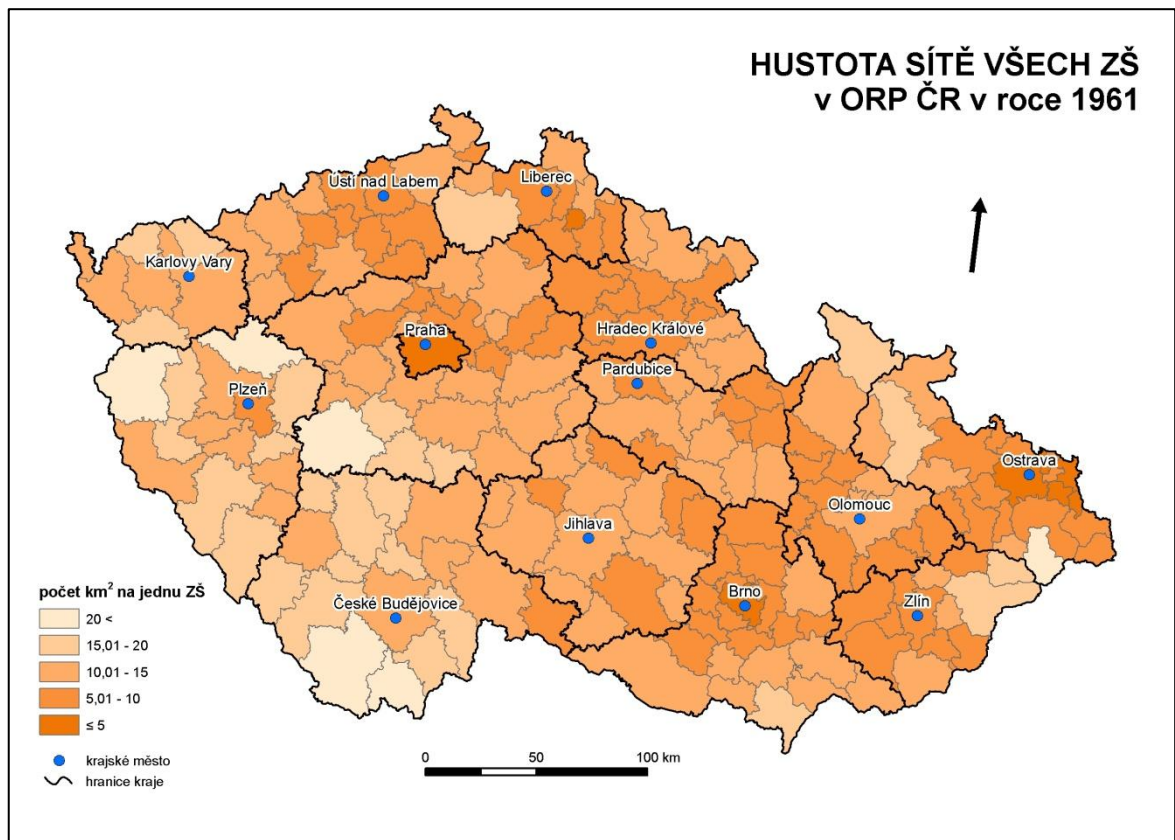 HUSTOTA SÍTĚ VŠECH ZŠ
v ORP ČR v roce 1961
Ústí nad Labem
Liberec
Karlovy Vary
Praha
Hradec Králové
Pardubice
Plzeň
Ostrava
Olomouc
Jihlava
Brno
Zlín
České Budějovice
počet km² na jednu ZŠ
20 <
15,01 - 20
10,01 - 15
5,01 - 10
≤ 5
krajské město
hranice kraje
0 50 100 km